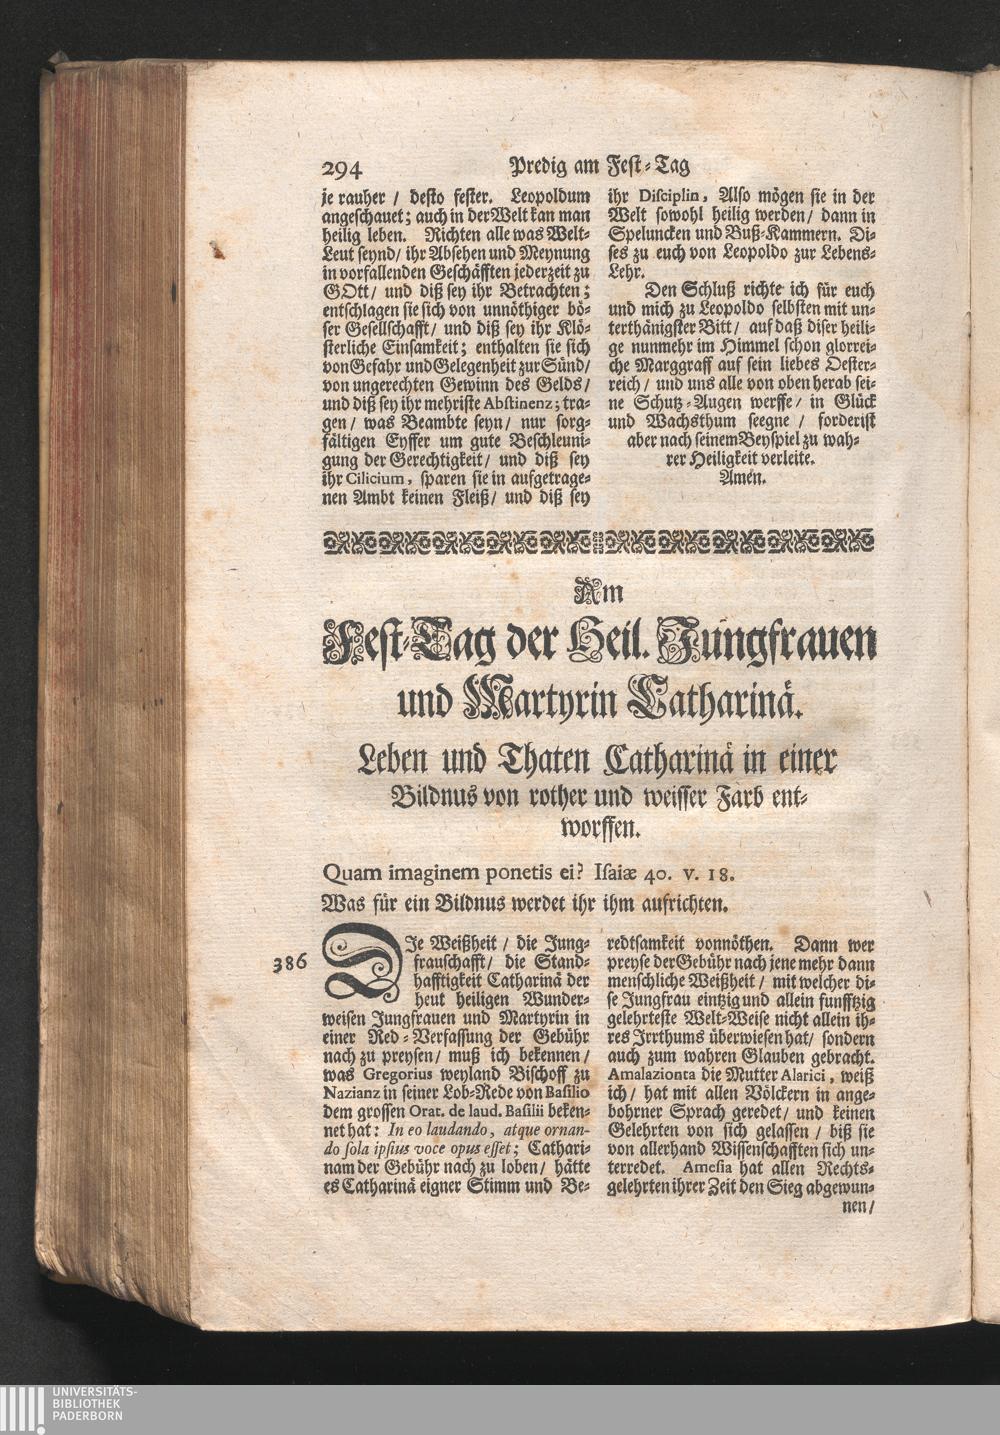 294 Predig am Fest-Tag
je rauher / desto fester. Leopoldum
angeschauet; auch in der Welt kan man
heilig leben. Richten alle was Welt-
Leut seynd / ihr Absehen und Meynung
in vorfallenden Geschäfften jederzeit zu
GOtt / und diß sey ihr Betrachten;
entschlagen sie sich von unnöthiger bö-
ser Gesellschafft / und diß sey ihr Klö-
sterliche Einsamkeit; enthalten sie sich
von Gefahr und Gelegenheit zur Sünd /
von ungerechten Gewinn des Gelds /
und diß sey ihr mehriste Abstinenz; tra-
gen / was Beambte seyn / nur sorg-
fältigen Eyffer um gute Beschleuni-
gung der Gerechtigkeit / und diß sey
ihr Cilicium, sparen sie in aufgetrage-
nen Ambt keinen Fleiß / und diß sey
ihr Disciplin, Also mögen sie in der
Welt sowohl heilig werden / dann in
Speluncken und Buß-Kammern. Di-
ses zu euch von Leopoldo zur Lebens-
Lehr.
Den Schluß richte ich für euch
und mich zu Leopoldo selbsten mit un-
terthänigster Bitt / auf daß diser heili-
ge nunmehr im Himmel schon glorrei-
che Marggraff auf sein liebes Oester-
reich / und uns alle von oben herab sei-
ne Schutz-Augen werffe / in Glück
und Wachsthum seegne / forderist
aber nach seinem Beyspiel zu wah-
rer Heiligkeit verleite.
Amen.
Am
Fest-Tag der Heil. Jungfrauen
und Martyrin Catharinä.
Leben und Thaten Catharinä in einer
Bildnus von rother und weisser Farb ent-
worffen.
Quam imaginem ponetis ei? Isaiæ 40. v. 18.
Was für ein Bildnus werdet ihr ihm aufrichten.
386
DIe Weißheit / die Jung-
frauschafft / die Stand-
hafftigkeit Catharinä der
heut heiligen Wunder-
weisen Jungfrauen und Martyrin in
einer Red-Verfassung der Gebühr
nach zu preysen / muß ich bekennen /
was Gregorius weyland Bischoff zu
Nazianz in seiner Lob-Rede von Basilio
dem grossen Orat. de laud. Basilii beken-
net hat: In eo laudando, atque ornan-
do sola ipsius voce opus esset; Cathari-
nam der Gebühr nach zu loben / hätte
es Catharinä eigner Stimm und Be-
redtsamkeit vonnöthen. Dann wer
preyse der Gebühr nach jene mehr dann
menschliche Weißheit / mit welcher di-
se Jungfrau eintzig und allein funfftzig
gelehrteste Welt-Weise nicht allein ih-
res Irrthums überwiesen hat / sondern
auch zum wahren Glauben gebracht.
Amalazionta die Mutter Alarici, weiß
ich / hat mit allen Völckern in ange-
bohrner Sprach geredet / und keinen
Gelehrten von sich gelassen / biß sie
von allerhand Wissenschafften sich un-
terredet. Amesia hat allen Rechts-
gelehrten ihrer Zeit den Sieg abgewun-
nen /
UNIVERSITÄTS-
BIBLIOTHEK
PADERBORN